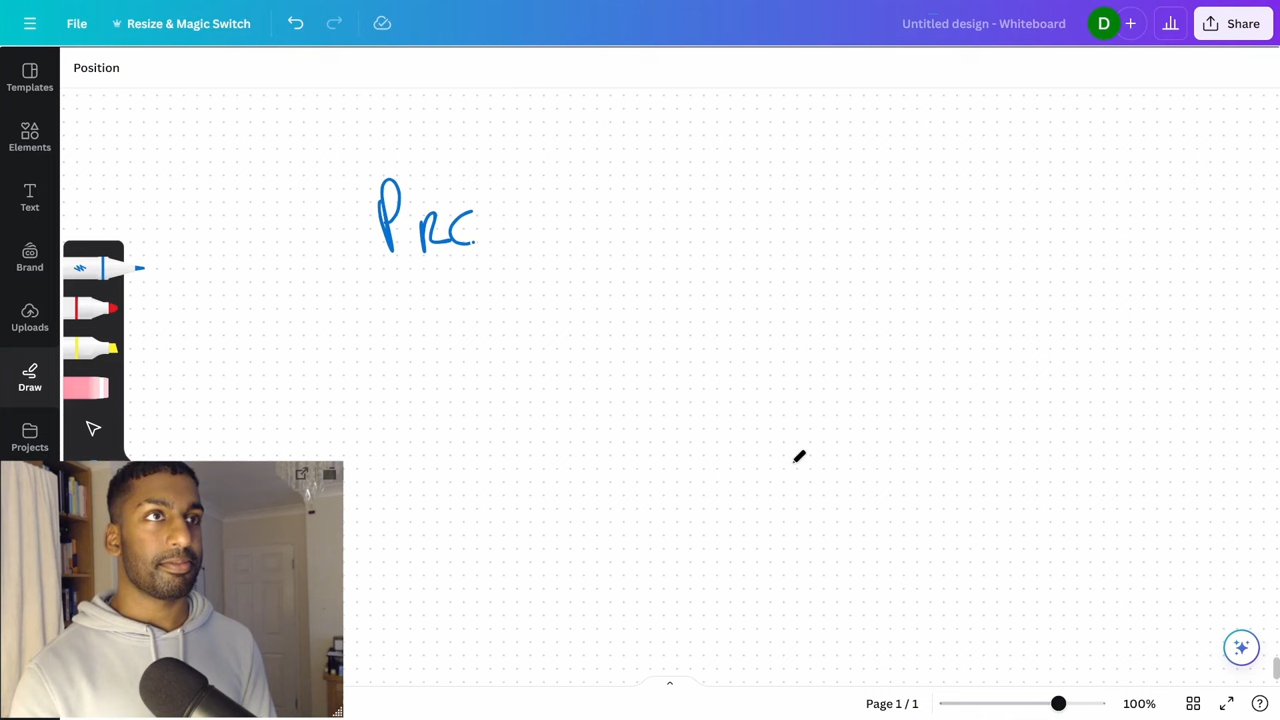 File
Resize & Magic Switch
Untitled design - Whiteboard
D
+
Share
Position
Templates
Elements
T
Text
co
Brand
Uploads
Draw
Projects
PRC
Page 1 / 1
100%
?